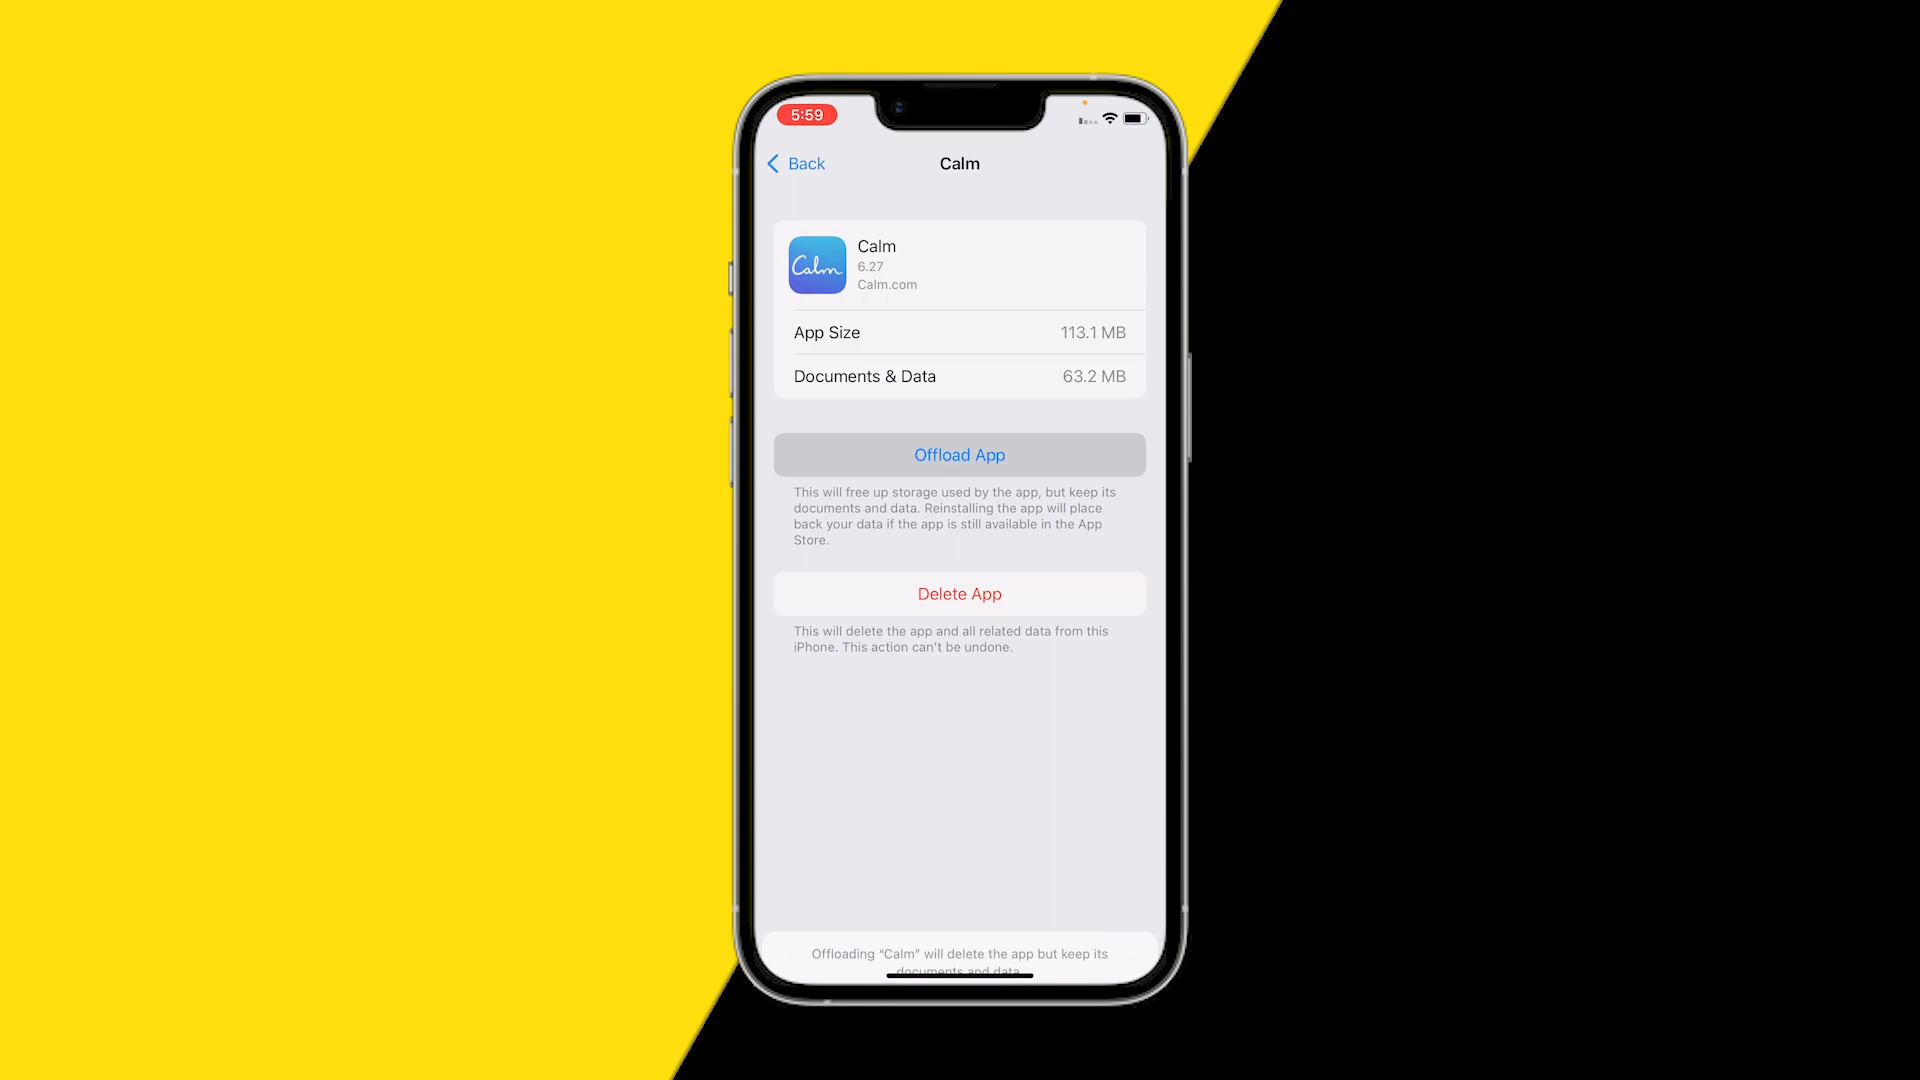 5:59
Back
Calm
Calm
Calm
6.27
Calm.com
App Size 113.1 MB
Documents & Data 63.2 MB
Offload App
This will free up storage used by the app, but keep its
documents and data. Reinstalling the app will place
back your data if the app is still available in the App
Store.
Delete App
This will delete the app and all related data from this
iPhone. This action can't be undone.
Offloading “Calm” will delete the app but keep its
documents and data.